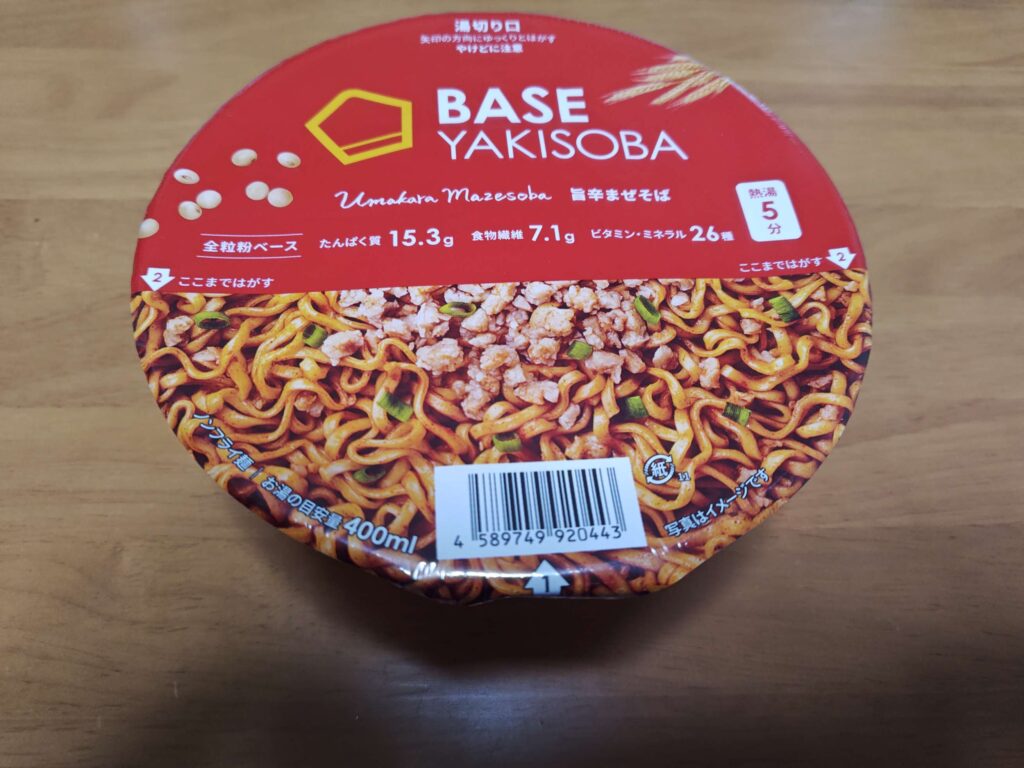 湯切り口
矢印の方向にゆっくりとはがす
やけどに注意
BASE
YAKISOBA
Umakara Mazesoba 旨辛まぜそば
熱湯
5
分
全粒粉ベース たんぱく質 15.3g 食物繊維 7.1g ビタミン・ミネラル 26種
2 ここまではがす
ここまではがす 2
ノンフライ麺 / お湯の目安量 400ml
4 589749 920443
紙
写真はイメージです
1